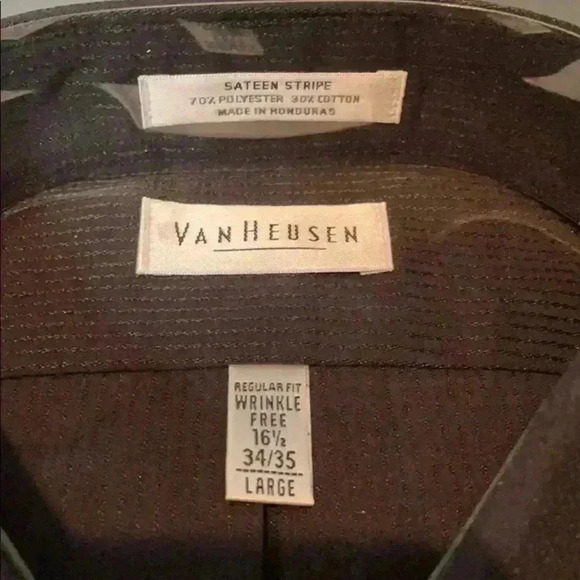 SATEEN STRIPE
70% POLYESTER 30% COTTON
MADE IN HONDURAS
VAN HEUSEN
REGULAR FIT
WRINKLE
FREE
16½
34/35
LARGE